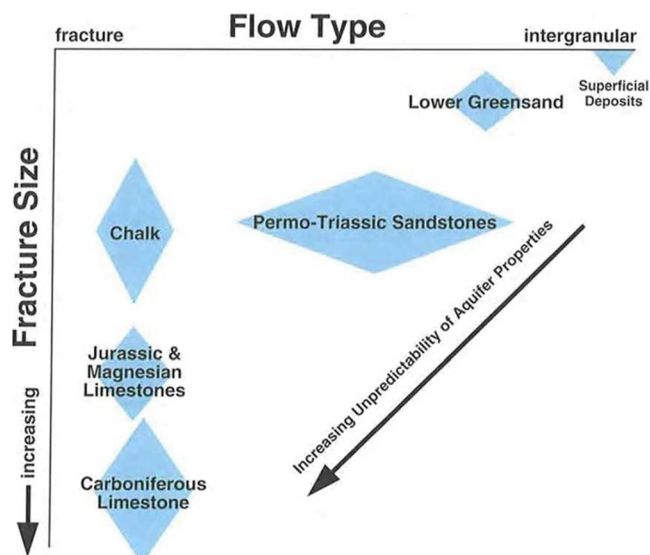 Flow Type
fracture
intergranular
Superficial
Deposits
Lower Greensand
Fracture Size
increasing
Chalk
Permo-Triassic Sandstones
Increasing Unpredictability of Aquifer Properties
Jurassic &
Magnesian
Limestones
Carboniferous
Limestone